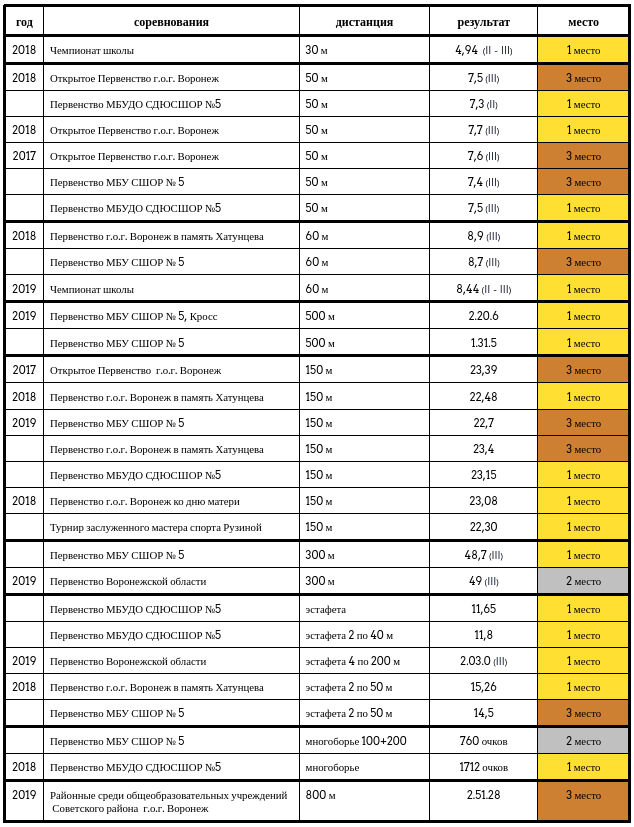 год соревнования дистанция результат место
2018 Чемпионат школы 30 м 4,94 (II - III) 1 место
2018 Открытое Первенство г.о.г. Воронеж 50 м 7,5 (III) 3 место
Первенство МБУДО СДЮСШОР №5 50 м 7,3 (II) 1 место
2018 Открытое Первенство г.о.г. Воронеж 50 м 7,7 (III) 1 место
2017 Открытое Первенство г.о.г. Воронеж 50 м 7,6 (III) 3 место
Первенство МБУ СШОР № 5 50 м 7,4 (III) 3 место
Первенство МБУДО СДЮСШОР №5 50 м 7,5 (III) 1 место
2018 Первенство г.о.г. Воронеж в память Хатунцева 60 м 8,9 (III) 1 место
Первенство МБУ СШОР № 5 60 м 8,7 (III) 3 место
2019 Чемпионат школы 60 м 8,44 (II - III) 1 место
2019 Первенство МБУ СШОР № 5, Кросс 500 м 2.20.6 1 место
Первенство МБУ СШОР № 5 500 м 1.31.5 1 место
2017 Открытое Первенство г.о.г. Воронеж 150 м 23,39 3 место
2018 Первенство г.о.г. Воронеж в память Хатунцева 150 м 22,48 1 место
2019 Первенство МБУ СШОР № 5 150 м 22,7 3 место
Первенство г.о.г. Воронеж в память Хатунцева 150 м 23,4 3 место
Первенство МБУДО СДЮСШОР №5 150 м 23,15 1 место
2018 Первенство г.о.г. Воронеж ко дню матери 150 м 23,08 1 место
Турнир заслуженного мастера спорта Рузиной 150 м 22,30 1 место
Первенство МБУ СШОР № 5 300 м 48,7 (III) 1 место
2019 Первенство Воронежской области 300 м 49 (III) 2 место
Первенство МБУДО СДЮСШОР №5 эстафета 11,65 1 место
Первенство МБУДО СДЮСШОР №5 эстафета 2 по 40 м 11,8 1 место
2019 Первенство Воронежской области эстафета 4 по 200 м 2.03.0 (III) 1 место
2018 Первенство г.о.г. Воронеж в память Хатунцева эстафета 2 по 50 м 15,26 1 место
Первенство МБУ СШОР № 5 эстафета 2 по 50 м 14,5 3 место
Первенство МБУ СШОР № 5 многоборье 100+200 760 очков 2 место
2018 Первенство МБУДО СДЮСШОР №5 многоборье 1712 очков 1 место
2019 Районные среди общеобразовательных учреждений 800 м 2.51.28 3 место
Советского района г.о.г. Воронеж